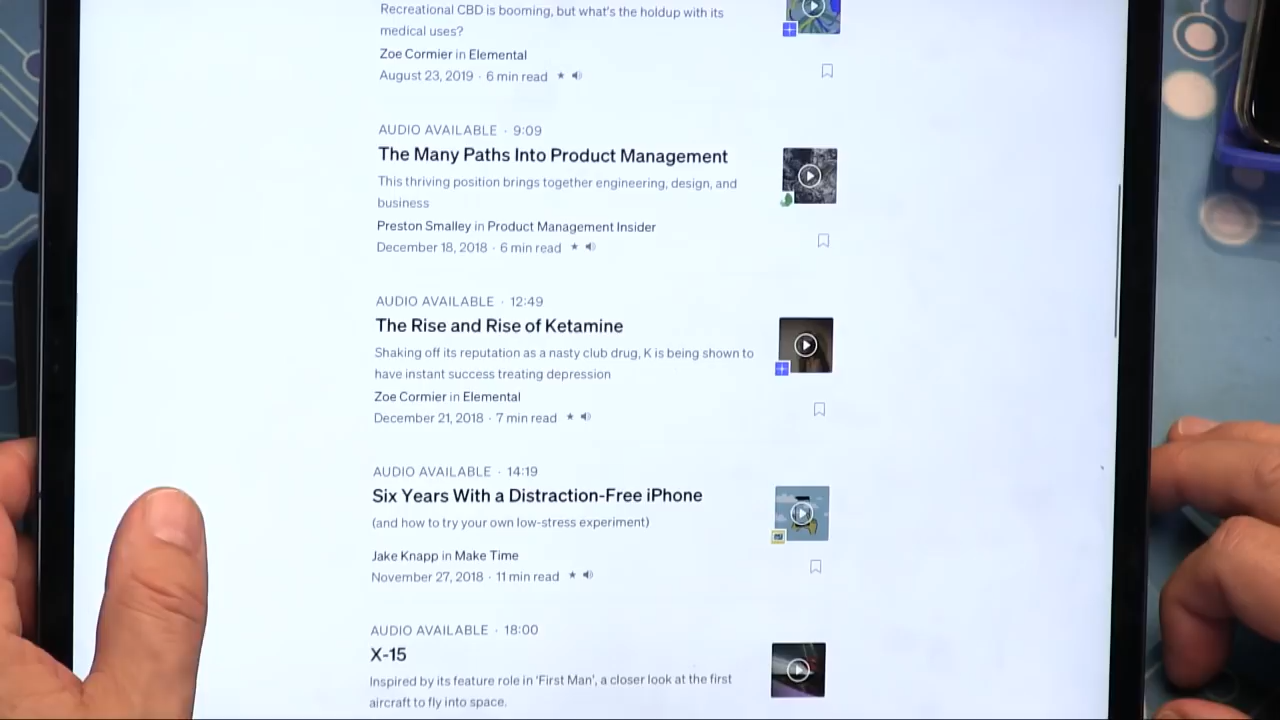 Recreational CBD is booming, but what's the holdup with its
medical uses?
Zoe Cormier in Elemental
August 23, 2019 · 6 min read
AUDIO AVAILABLE · 9:09
The Many Paths Into Product Management
This thriving position brings together engineering, design, and
business
Preston Smalley in Product Management Insider
December 18, 2018 · 6 min read
AUDIO AVAILABLE · 12:49
The Rise and Rise of Ketamine
Shaking off its reputation as a nasty club drug, K is being shown to
have instant success treating depression
Zoe Cormier in Elemental
December 21, 2018 · 7 min read
AUDIO AVAILABLE · 14:19
Six Years With a Distraction-Free iPhone
(and how to try your own low-stress experiment)
Jake Knapp in Make Time
November 27, 2018 · 11 min read
AUDIO AVAILABLE · 18:00
X-15
Inspired by its feature role in 'First Man', a closer look at the first
aircraft to fly into space.